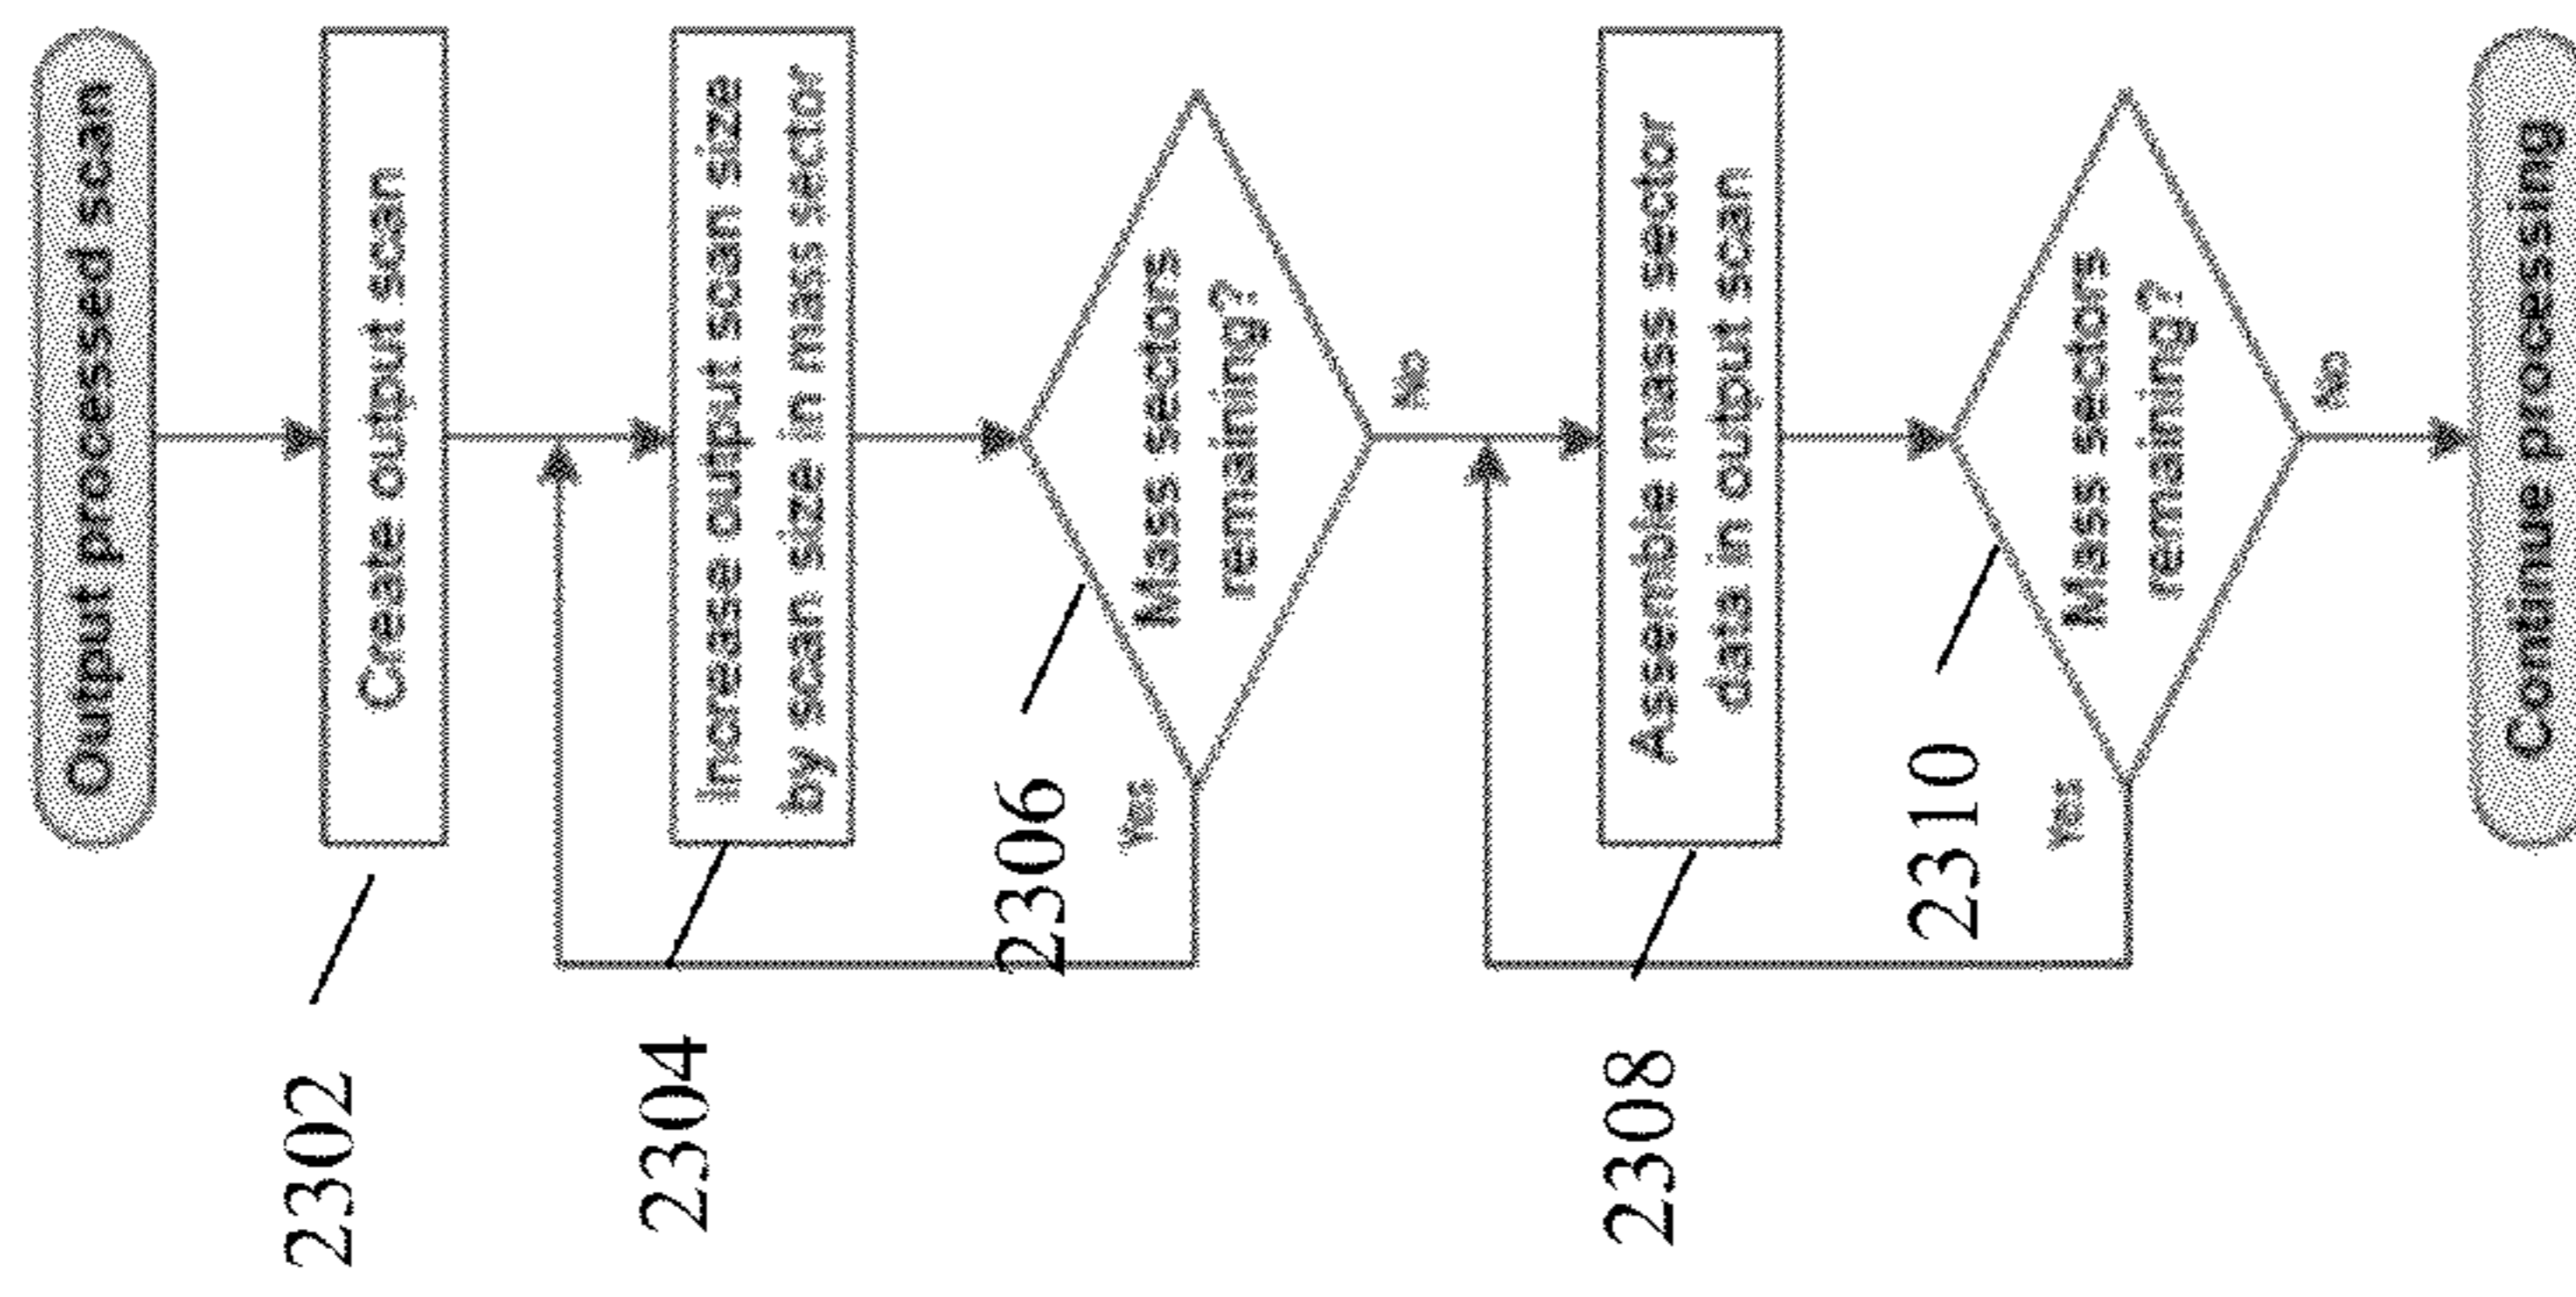 Output processed scan
2302
Create output scan
2304
Increase output scan size
by scan size in mass sector
2306
Mass sectors
remaining?
Yes
No
2308
Assemble mass sector
data in output scan
2310
Mass sectors
remaining?
Yes
No
Continue processing